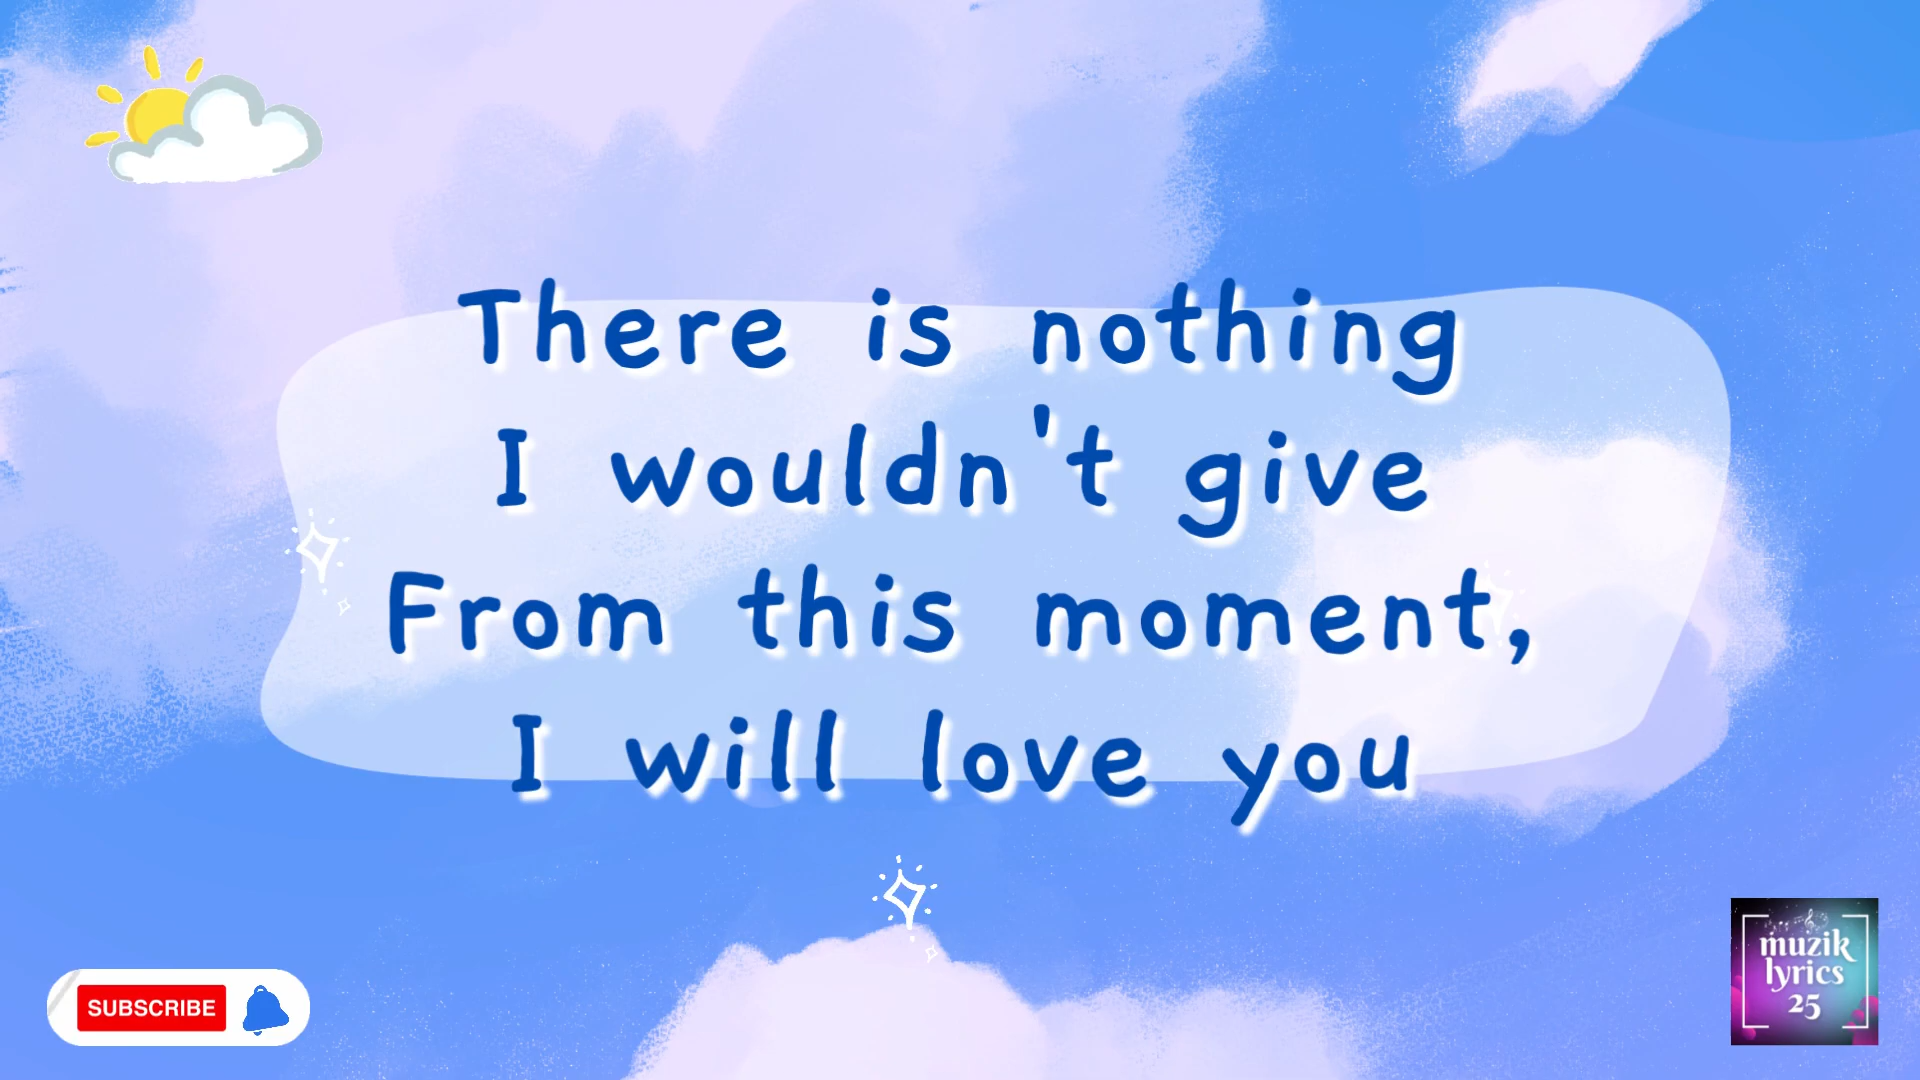 There is nothing
I wouldn't give
From this moment,
I will love you
SUBSCRIBE
muzik
lyrics
25